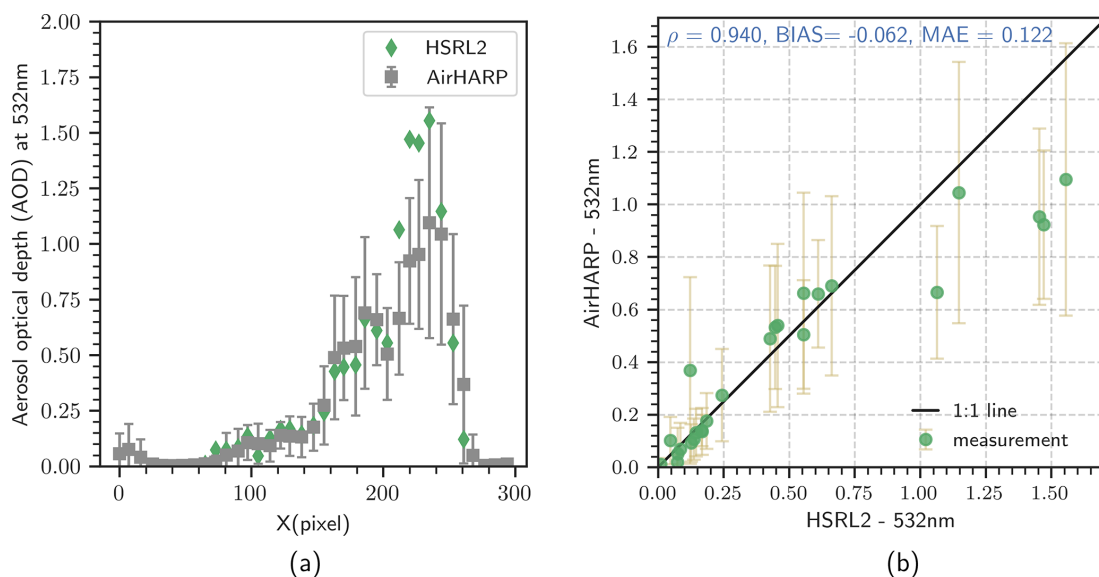 2.00
1.75
1.50
1.25
1.00
0.75
0.50
0.25
0.00
Aerosol optical depth (AOD) at 532nm
HSRL2
AirHARP
0 100 200 300
X(pixel)
(a)
ρ = 0.940, BIAS= -0.062, MAE = 0.122
1.6
1.4
1.2
1.0
0.8
0.6
0.4
0.2
0.0
AirHARP - 532nm
1:1 line
measurement
0.00 0.25 0.50 0.75 1.00 1.25 1.50
HSRL2 - 532nm
(b)